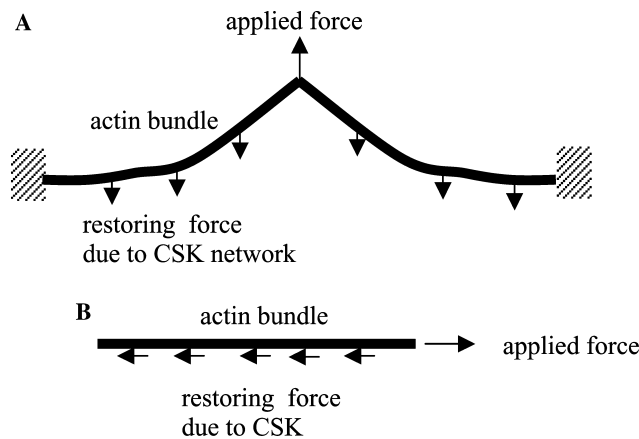 A
applied force
actin bundle
restoring force
due to CSK network
B
actin bundle
applied force
restoring force
due to CSK